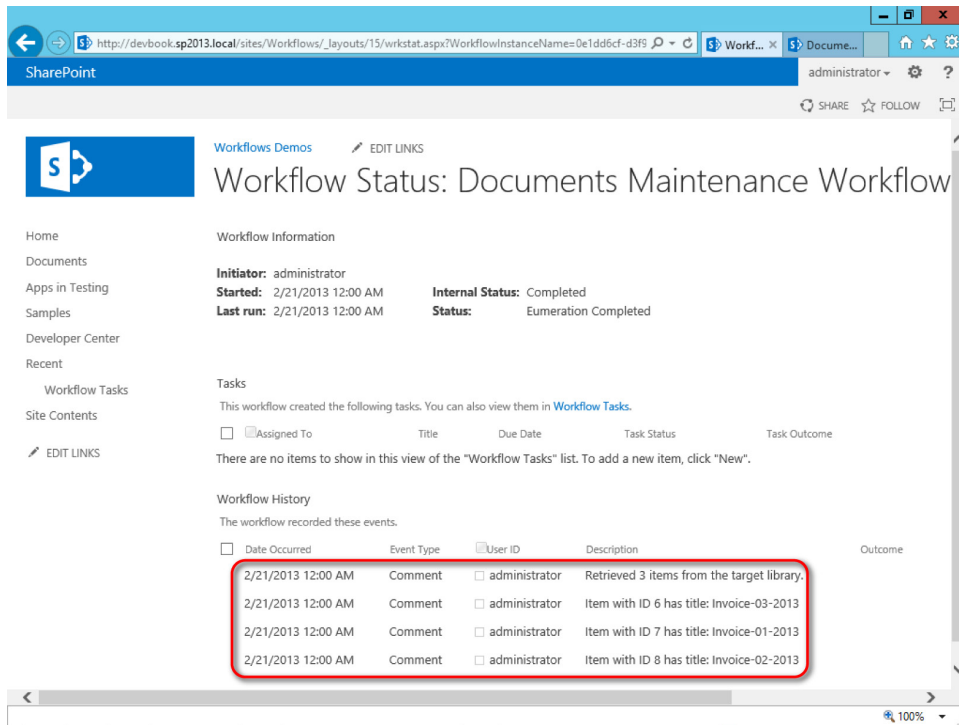 http://devbook.sp2013.local/sites/Workflows/_layouts/15/wrkstat.aspx?WorkflowInstanceName=0e1dd6cf-d3f9
Workf...
Docume...
SharePoint
administrator
?
SHARE FOLLOW
S
Workflows Demos EDIT LINKS
Workflow Status: Documents Maintenance Workflow
Home
Documents
Apps in Testing
Samples
Developer Center
Recent
Workflow Tasks
Site Contents
EDIT LINKS
Workflow Information
Initiator: administrator
Started: 2/21/2013 12:00 AM Internal Status: Completed
Last run: 2/21/2013 12:00 AM Status: Eumeration Completed
Tasks
This workflow created the following tasks. You can also view them in Workflow Tasks.
Assigned To Title Due Date Task Status Task Outcome
There are no items to show in this view of the "Workflow Tasks" list. To add a new item, click "New".
Workflow History
The workflow recorded these events.
Date Occurred Event Type User ID Description Outcome
2/21/2013 12:00 AM Comment administrator Retrieved 3 items from the target library.
2/21/2013 12:00 AM Comment administrator Item with ID 6 has title: Invoice-03-2013
2/21/2013 12:00 AM Comment administrator Item with ID 7 has title: Invoice-01-2013
2/21/2013 12:00 AM Comment administrator Item with ID 8 has title: Invoice-02-2013
100%